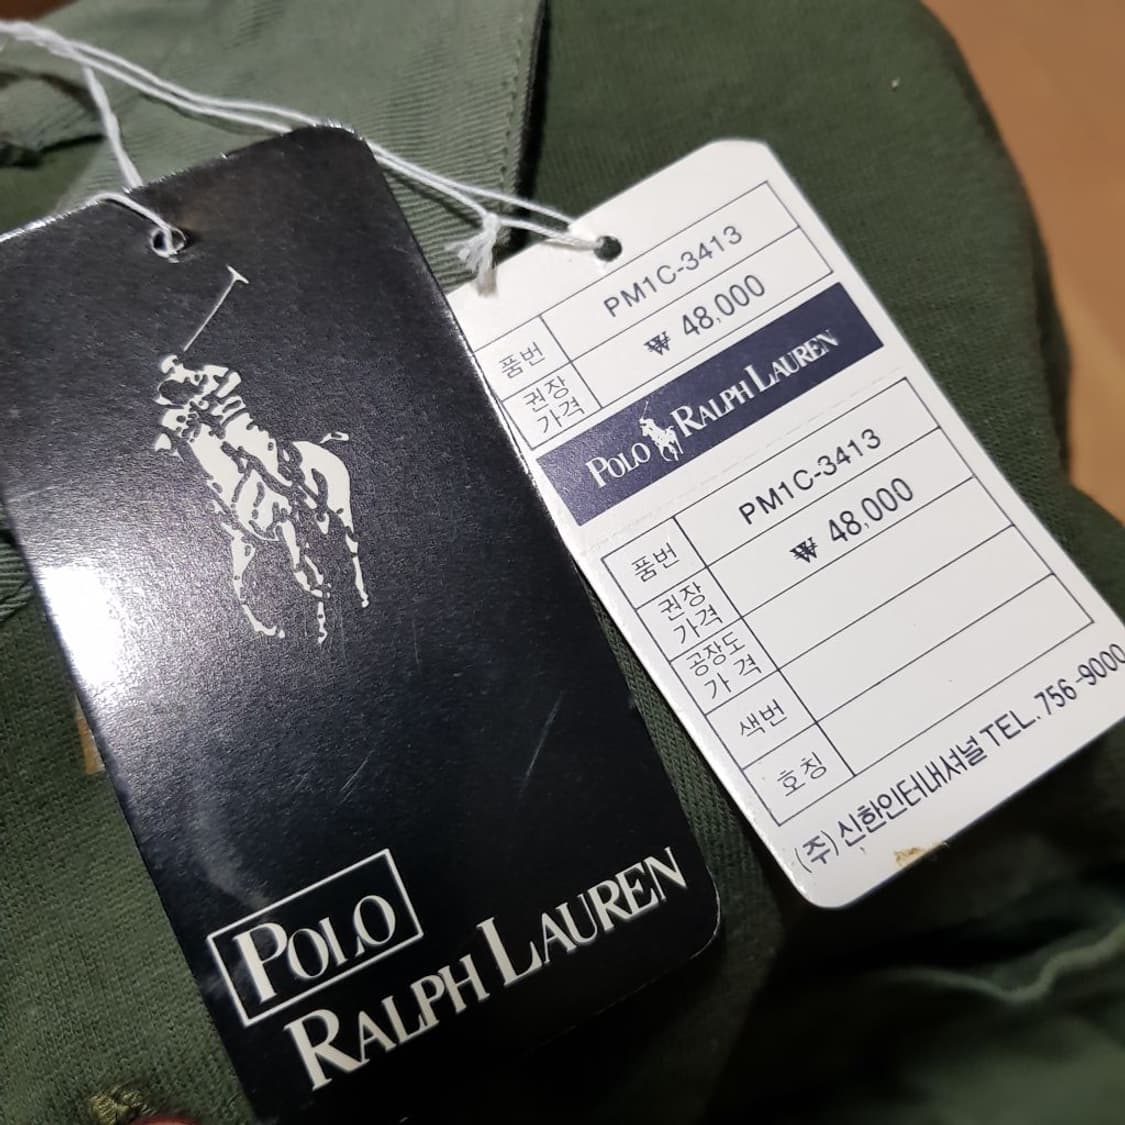 POLO
RALPH LAUREN
품번 PM1C-3413
권장
가격 ₩ 48,000
POLO RALPH LAUREN
품번 PM1C-3413
권장
가격 ₩ 48,000
공장도
가 격
색번
호칭
(주)신한인터내셔널 TEL. 756-9000